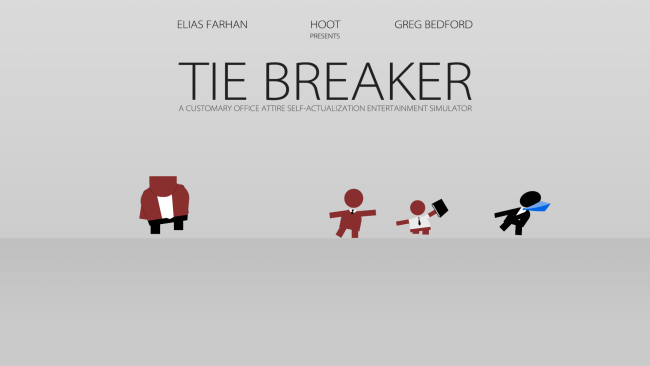 ELIAS FARHAN HOOT GREG BEDFORD
PRESENTS
TIE BREAKER
A CUSTOMARY OFFICE ATTIRE SELF-ACTUALIZATION ENTERTAINMENT SIMULATOR